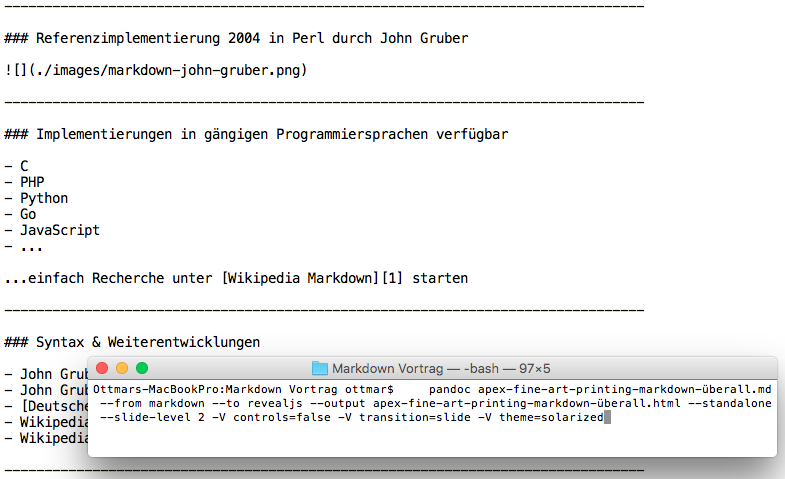 --------------------------------------------------------------------------------
### Referenzimplementierung 2004 in Perl durch John Gruber
![](./images/markdown-john-gruber.png)
--------------------------------------------------------------------------------
### Implementierungen in gängigen Programmiersprachen verfügbar
- C
- PHP
- Python
- Go
- JavaScript
- ...
...einfach Recherche unter [Wikipedia Markdown][1] starten
--------------------------------------------------------------------------------
### Syntax & Weiterentwicklungen
- John Grub
- John Grub
- [Deutsche
- Wikipedia
- Wikipedia
Markdown Vortrag — -bash — 97×5
Ottmars-MacBookPro:Markdown Vortrag ottmar$     pandoc apex-fine-art-printing-markdown-überall.md
--from markdown --to revealjs --output apex-fine-art-printing-markdown-überall.html --standalone
--slide-level 2 -V controls=false -V transition=slide -V theme=solarized
--------------------------------------------------------------------------------